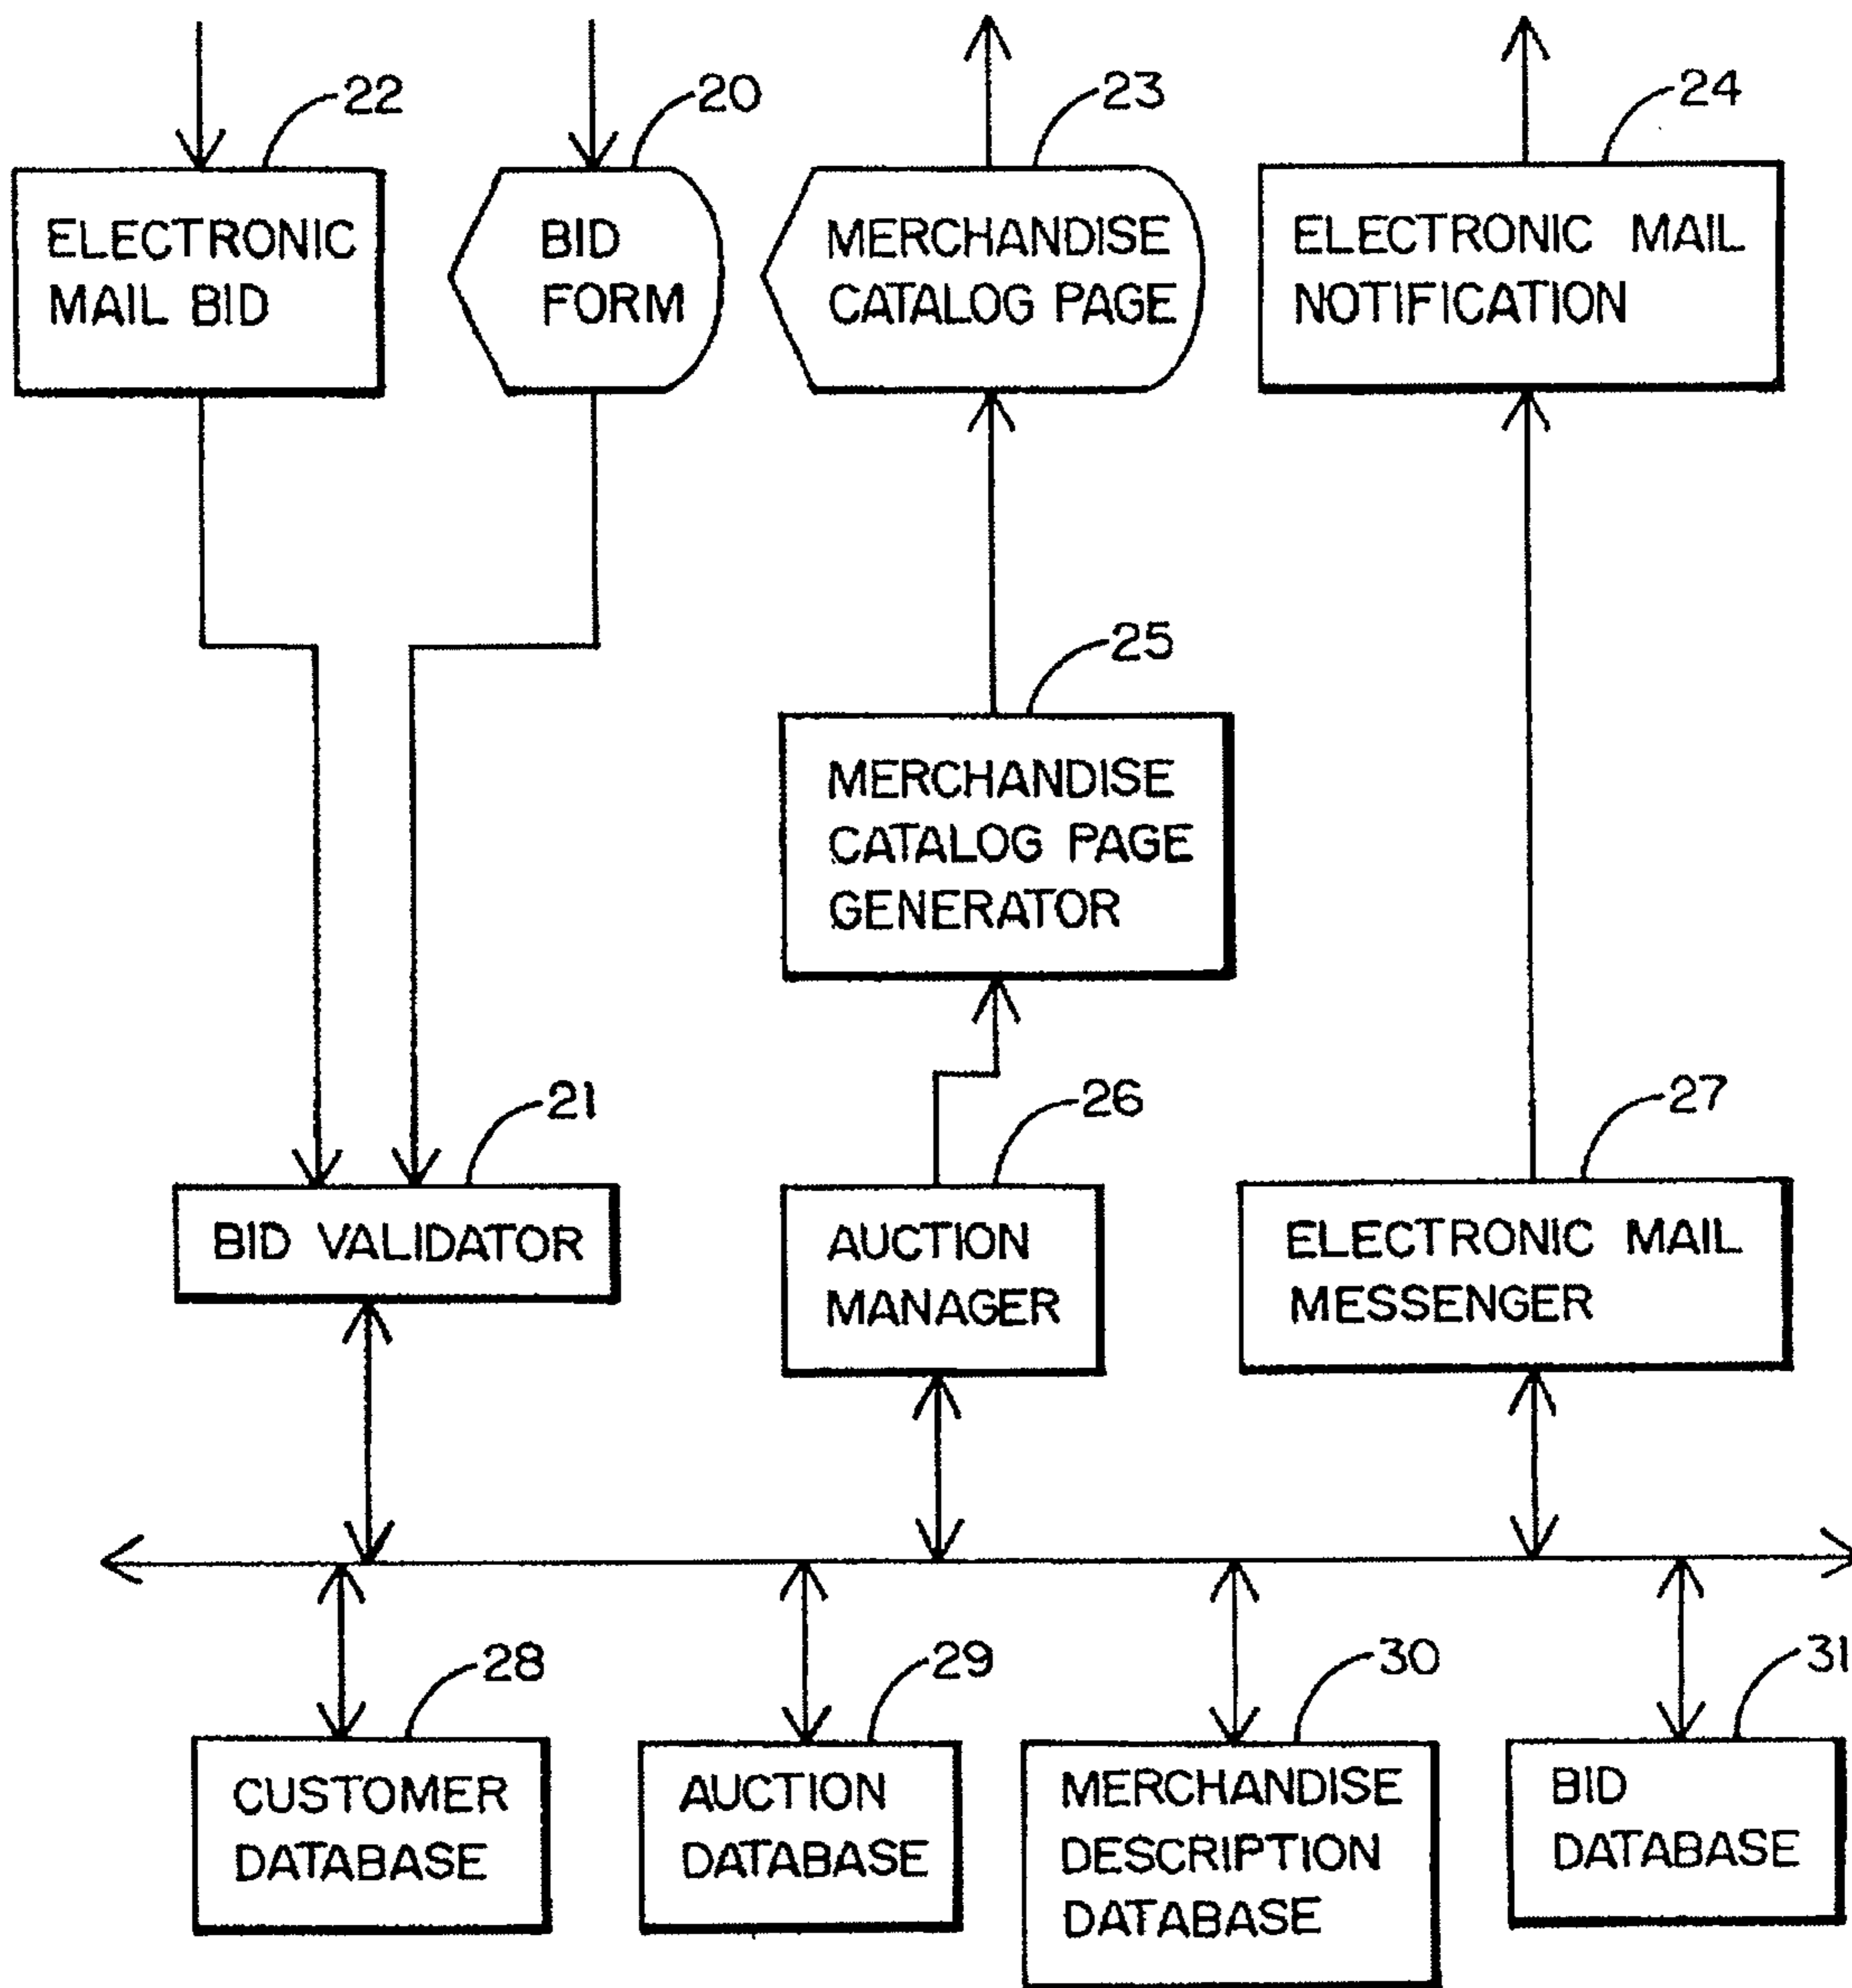 22
20
23
24
ELECTRONIC
MAIL BID
BID
FORM
MERCHANDISE
CATALOG PAGE
ELECTRONIC MAIL
NOTIFICATION
25
MERCHANDISE
CATALOG PAGE
GENERATOR
21
26
27
BID VALIDATOR
AUCTION
MANAGER
ELECTRONIC MAIL
MESSENGER
28
29
30
31
CUSTOMER
DATABASE
AUCTION
DATABASE
MERCHANDISE
DESCRIPTION
DATABASE
BID
DATABASE